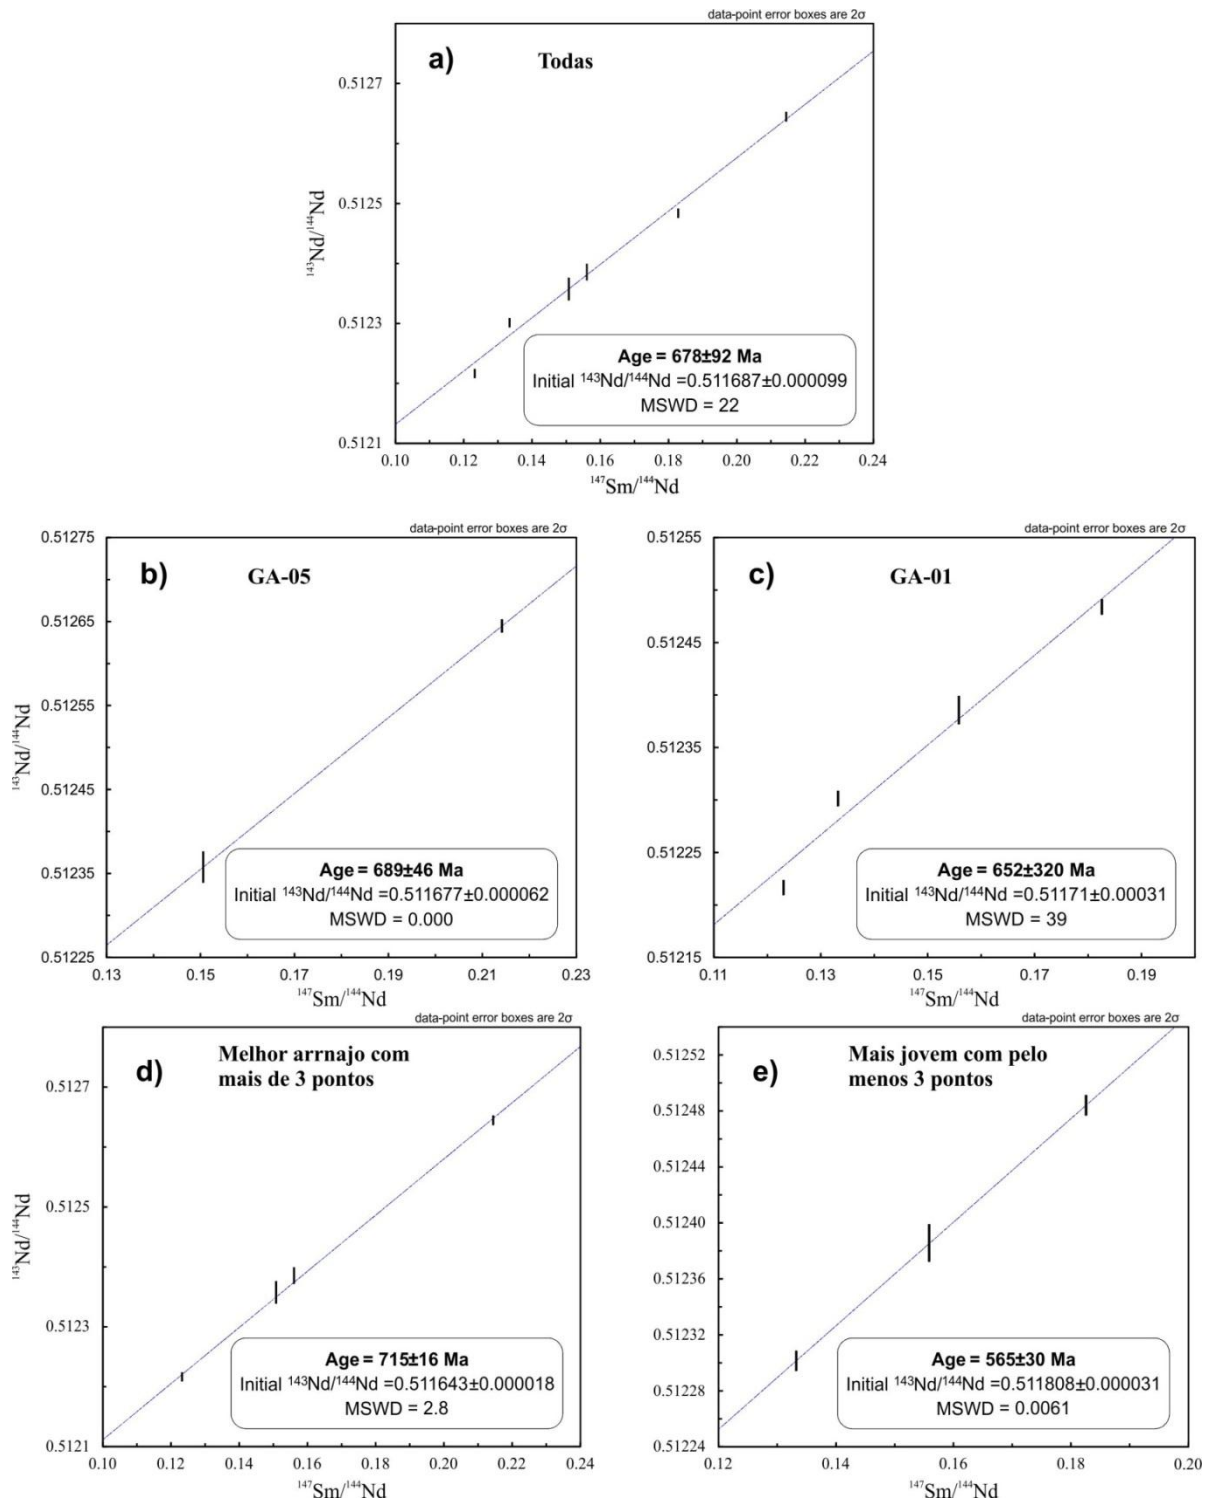 data-point error boxes are 2σ
a) Todas
0.5127
0.5125
0.5123
0.5121
¹⁴³Nd/¹⁴⁴Nd
Age = 678±92 Ma
Initial ¹⁴³Nd/¹⁴⁴Nd =0.511687±0.000099
MSWD = 22
0.10 0.12 0.14 0.16 0.18 0.20 0.22 0.24
¹⁴⁷Sm/¹⁴⁴Nd
data-point error boxes are 2σ
b) GA-05
0.51275
0.51265
0.51255
0.51245
0.51235
0.51225
¹⁴³Nd/¹⁴⁴Nd
Age = 689±46 Ma
Initial ¹⁴³Nd/¹⁴⁴Nd =0.511677±0.000062
MSWD = 0.000
0.13 0.15 0.17 0.19 0.21 0.23
¹⁴⁷Sm/¹⁴⁴Nd
data-point error boxes are 2σ
c) GA-01
0.51255
0.51245
0.51235
0.51225
0.51215
Age = 652±320 Ma
Initial ¹⁴³Nd/¹⁴⁴Nd =0.51171±0.00031
MSWD = 39
0.11 0.13 0.15 0.17 0.19
¹⁴⁷Sm/¹⁴⁴Nd
data-point error boxes are 2σ
d) Melhor arrnajo com
mais de 3 pontos
0.5127
0.5125
0.5123
0.5121
¹⁴³Nd/¹⁴⁴Nd
Age = 715±16 Ma
Initial ¹⁴³Nd/¹⁴⁴Nd =0.511643±0.000018
MSWD = 2.8
0.10 0.12 0.14 0.16 0.18 0.20 0.22 0.24
¹⁴⁷Sm/¹⁴⁴Nd
data-point error boxes are 2σ
e) Mais jovem com pelo
menos 3 pontos
0.51252
0.51248
0.51244
0.51240
0.51236
0.51232
0.51228
0.51224
Age = 565±30 Ma
Initial ¹⁴³Nd/¹⁴⁴Nd =0.511808±0.000031
MSWD = 0.0061
0.12 0.14 0.16 0.18 0.20
¹⁴⁷Sm/¹⁴⁴Nd